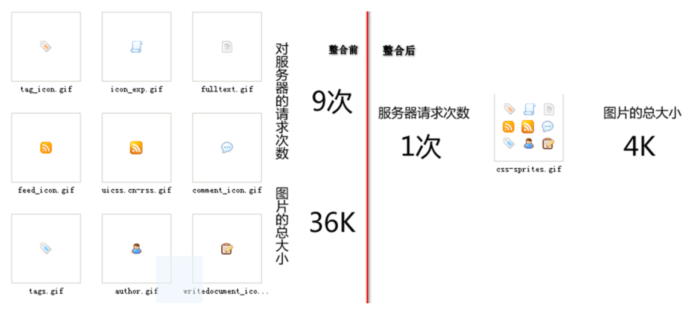 tag_icon.gif
icon_exp.gif
fulltext.gif
feed_icon.gif
uicss.cn-rss.gif
comment_icon.gif
tags.gif
author.gif
writedocument_ico...
对服务器的请求次数
整合前
9次
图片的总大小
36K
整合后
服务器请求次数
1次
css-sprites.gif
图片的总大小
4K